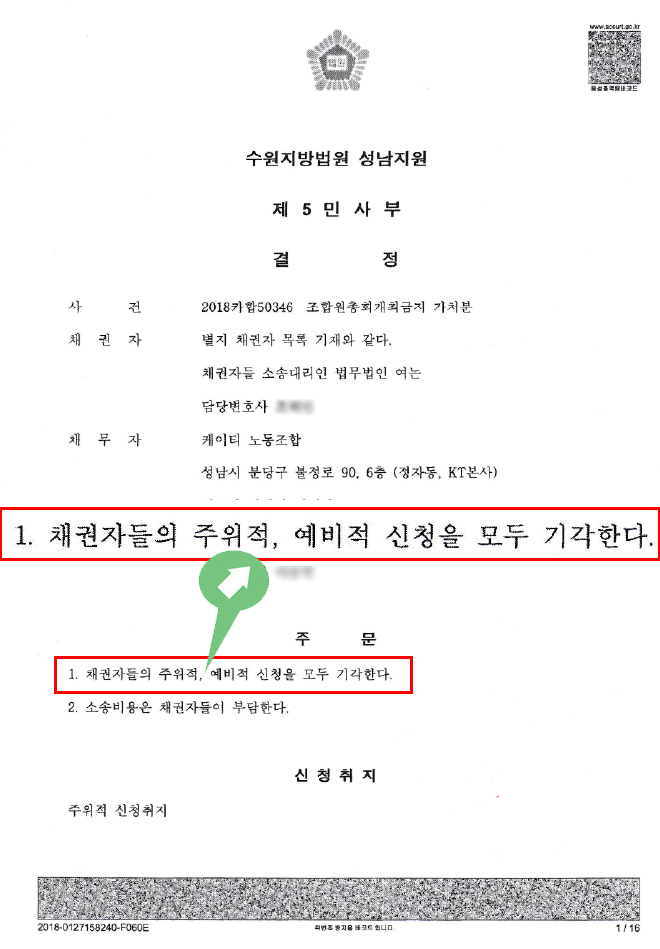 www.scourt.go.kr
법원
음성출력용바코드
수원지방법원 성남지원
제 5 민 사 부
결 정
사 건 2018카합50346 조합원총회개최금지 가처분
채 권 자 별지 채권자 목록 기재와 같다.
채권자들 소송대리인 법무법인 여는
담당변호사
채 무 자 케이티 노동조합
성남시 분당구 불정로 90, 6층 (정자동, KT본사)
1. 채권자들의 주위적, 예비적 신청을 모두 기각한다.
주 문
1. 채권자들의 주위적, 예비적 신청을 모두 기각한다.
2. 소송비용은 채권자들이 부담한다.
신 청 취 지
주위적 신청취지
2018-0127158240-F060E
위변조 방지용 바코드 입니다.
1 / 16